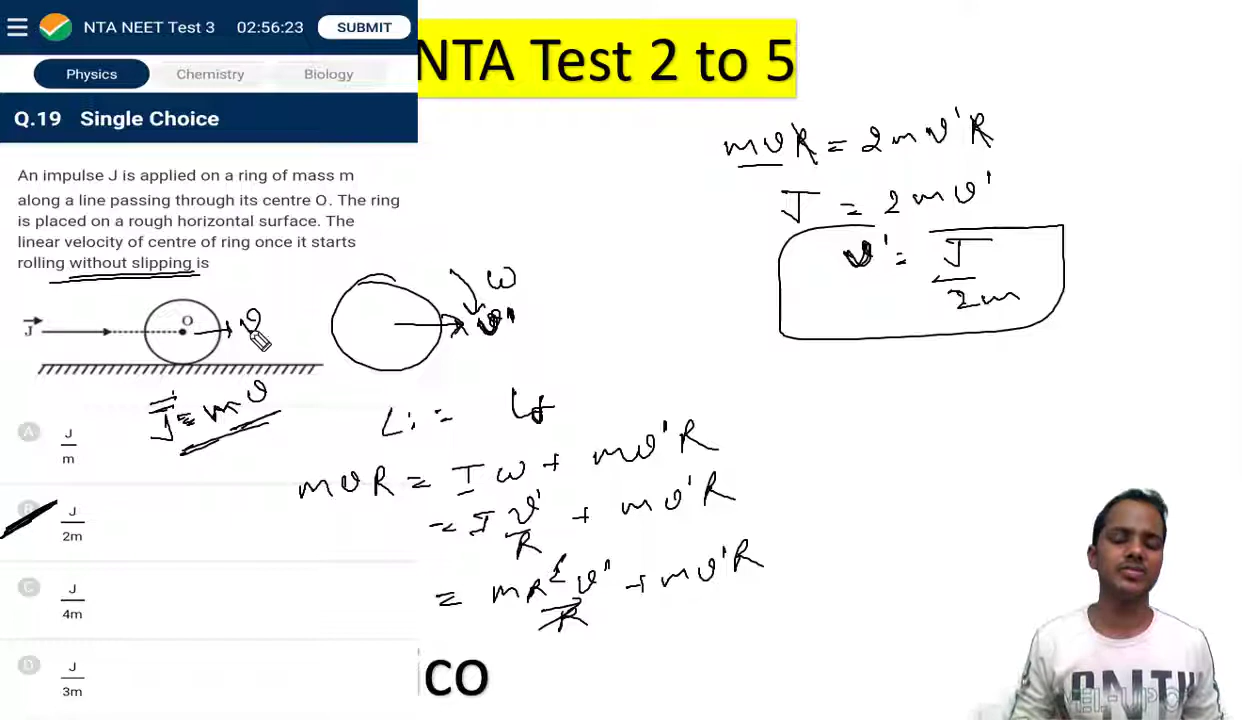 NTA NEET Test 3 02:56:23 SUBMIT
NTA Test 2 to 5
Physics Chemistry Biology
Q.19 Single Choice
An impulse J is applied on a ring of mass m
along a line passing through its centre O. The ring
is placed on a rough horizontal surface. The
linear velocity of centre of ring once it starts
rolling without slipping is
J
O
v
ω
v'
J = mv
A J/m
J/2m
C J/4m
D J/3m
Li = Lf
mvR = Iω + mv'R
= I v'/R + mv'R
= mR² v'/R + mv'R
mvR = 2mv'R
J = 2mv'
v' = J/2m
co